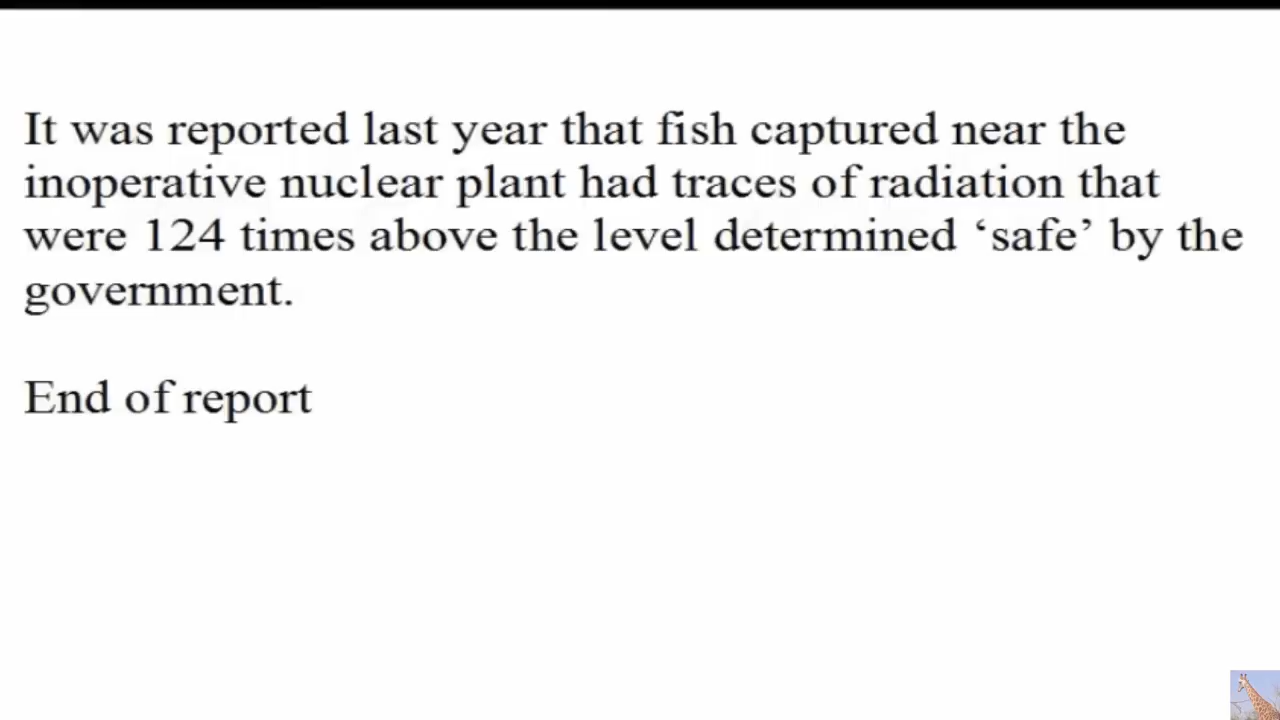 It was reported last year that fish captured near the
inoperative nuclear plant had traces of radiation that
were 124 times above the level determined ‘safe’ by the
government.
End of report